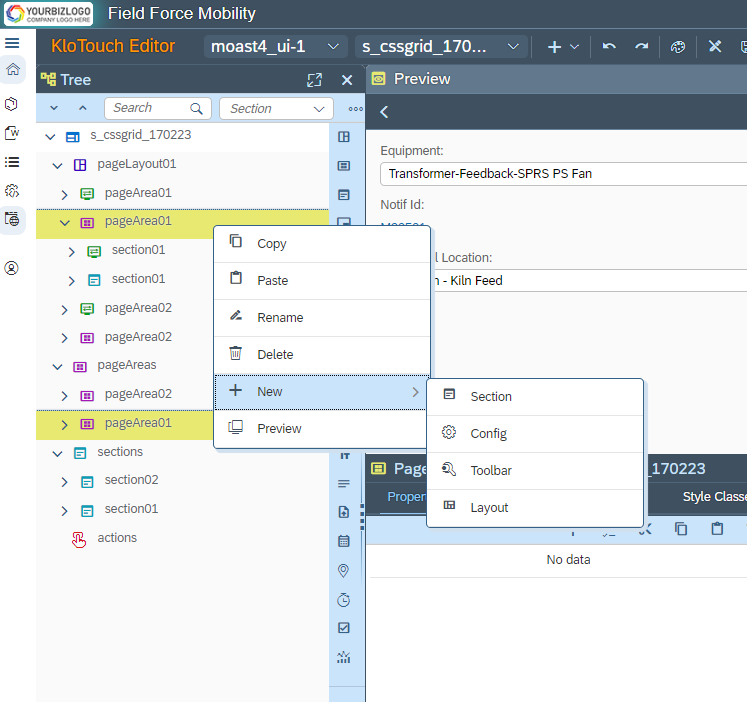 YOURBIZLOGO
COMPANY LOGO HERE
Field Force Mobility
KloTouch Editor
moast4_ui-1
s_cssgrid_170...
Tree
Preview
Search
Section
s_cssgrid_170223
pageLayout01
pageArea01
pageArea01
section01
section01
pageArea02
pageArea02
pageAreas
pageArea02
pageArea01
sections
section02
section01
actions
Copy
Paste
Rename
Delete
New
Preview
Section
Config
Toolbar
Layout
Equipment:
Transformer-Feedback-SPRS PS Fan
Notif Id:
l Location:
- Kiln Feed
_170223
Style Classe
No data